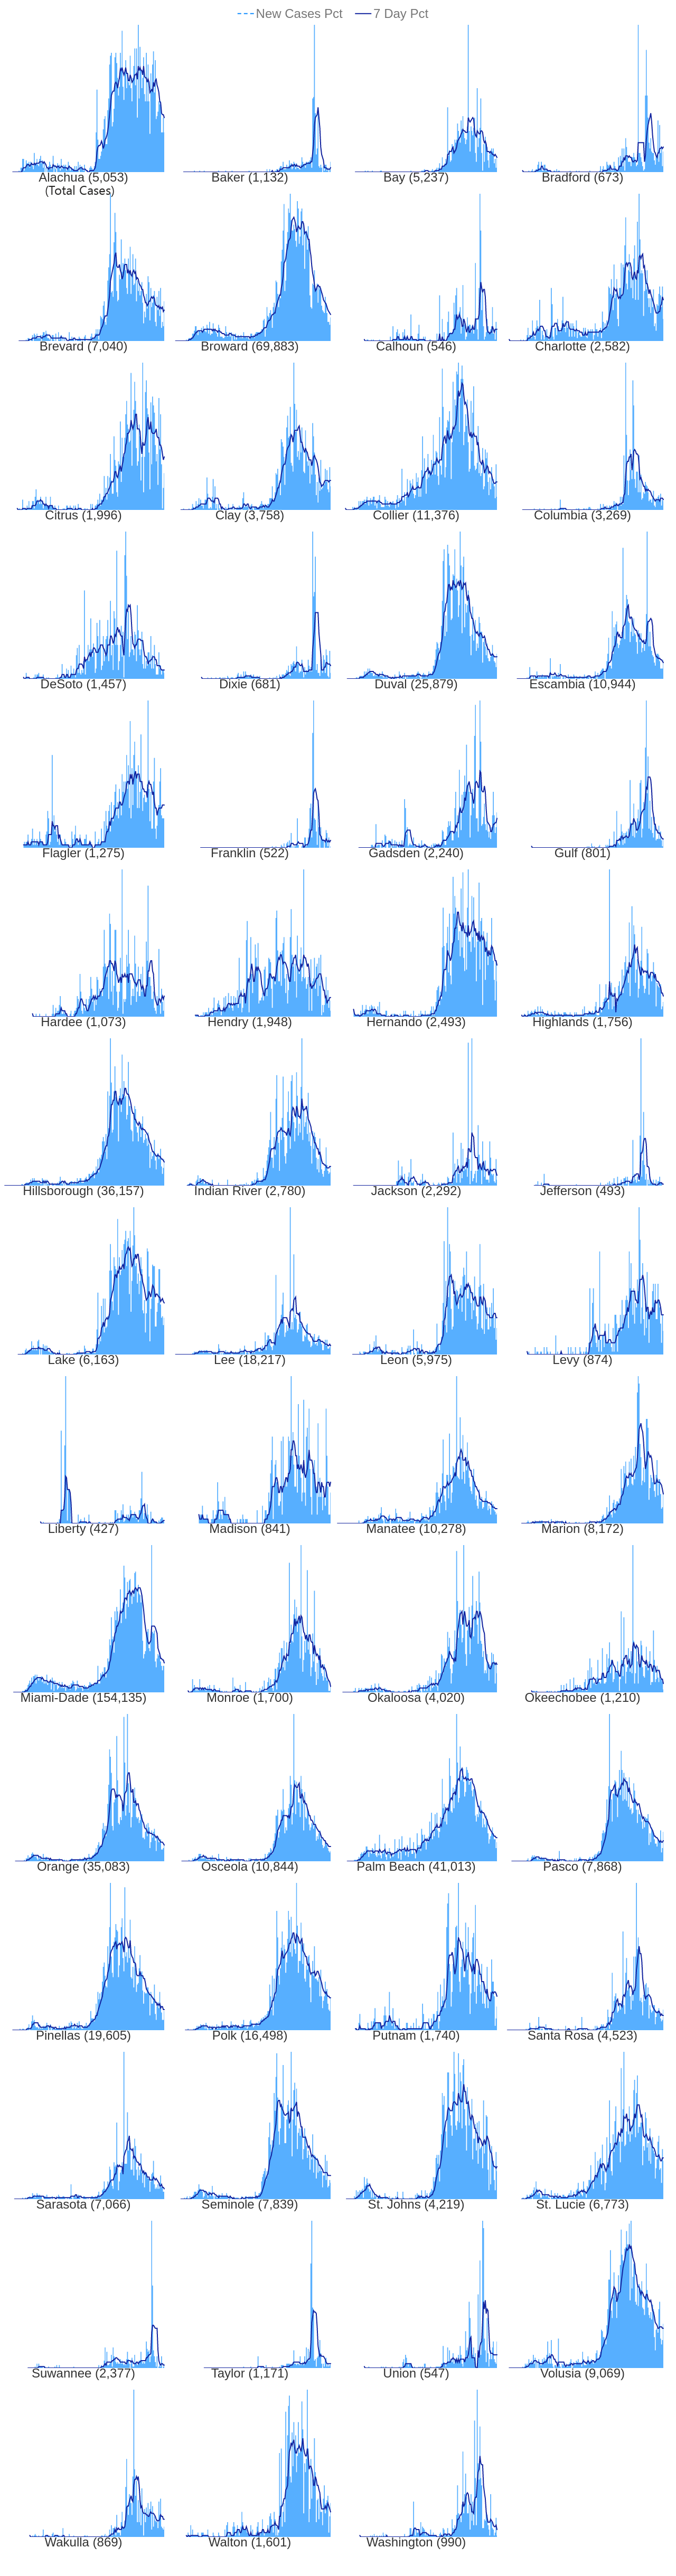 New Cases Pct 7 Day Pct
Alachua (5,053) Baker (1,132) Bay (5,237) Bradford (673)
(Total Cases)
Brevard (7,040) Broward (69,883) Calhoun (546) Charlotte (2,582)
Citrus (1,996) Clay (3,758) Collier (11,376) Columbia (3,269)
DeSoto (1,457) Dixie (681) Duval (25,879) Escambia (10,944)
Flagler (1,275) Franklin (522) Gadsden (2,240) Gulf (801)
Hardee (1,073) Hendry (1,948) Hernando (2,493) Highlands (1,756)
Hillsborough (36,157) Indian River (2,780) Jackson (2,292) Jefferson (493)
Lake (6,163) Lee (18,217) Leon (5,975) Levy (874)
Liberty (427) Madison (841) Manatee (10,278) Marion (8,172)
Miami-Dade (154,135) Monroe (1,700) Okaloosa (4,020) Okeechobee (1,210)
Orange (35,083) Osceola (10,844) Palm Beach (41,013) Pasco (7,868)
Pinellas (19,605) Polk (16,498) Putnam (1,740) Santa Rosa (4,523)
Sarasota (7,066) Seminole (7,839) St. Johns (4,219) St. Lucie (6,773)
Suwannee (2,377) Taylor (1,171) Union (547) Volusia (9,069)
Wakulla (869) Walton (1,601) Washington (990)